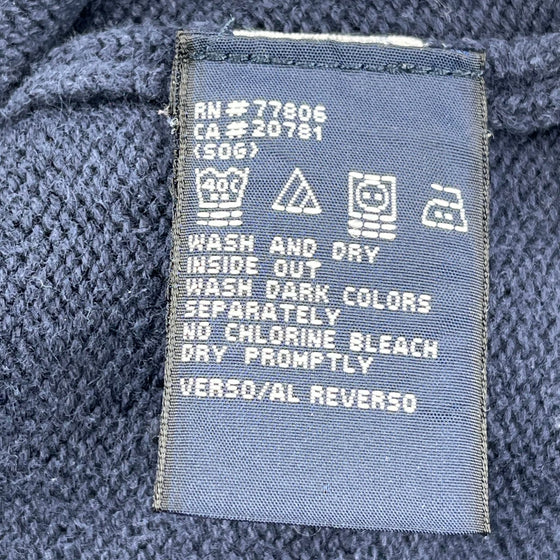 RN#77806
CA#20781
(SOG)
40C
WASH AND DRY
INSIDE OUT
WASH DARK COLORS
SEPARATELY
NO CHLORINE BLEACH
DRY PROMPTLY
VERSO/AL REVERSO